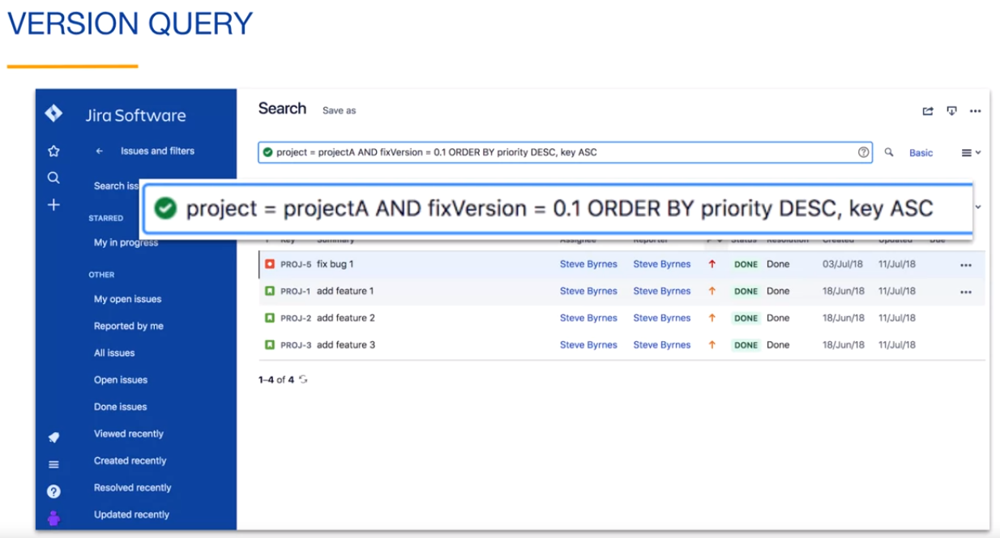 VERSION QUERY
Jira Software
Issues and filters
Search iss
STARRED
My in progress
OTHER
My open issues
Reported by me
All issues
Open issues
Done issues
Viewed recently
Created recently
Resolved recently
Updated recently
Search Save as
project = projectA AND fixVersion = 0.1 ORDER BY priority DESC, key ASC
Basic
project = projectA AND fixVersion = 0.1 ORDER BY priority DESC, key ASC
Key Summary Assignee Reporter P Status Resolution Created Updated Due
PROJ-5 fix bug 1 Steve Byrnes Steve Byrnes DONE Done 03/Jul/18 11/Jul/18
PROJ-1 add feature 1 Steve Byrnes Steve Byrnes DONE Done 18/Jun/18 11/Jul/18
PROJ-2 add feature 2 Steve Byrnes Steve Byrnes DONE Done 18/Jun/18 11/Jul/18
PROJ-3 add feature 3 Steve Byrnes Steve Byrnes DONE Done 18/Jun/18 11/Jul/18
1–4 of 4